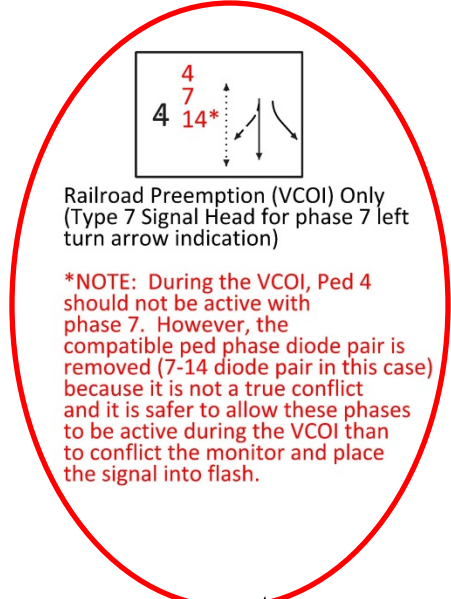 4
7
4 14*
Railroad Preemption (VCOI) Only
(Type 7 Signal Head for phase 7 left
turn arrow indication)
*NOTE:  During the VCOI, Ped 4
should not be active with
phase 7.  However, the
compatible ped phase diode pair is
removed (7-14 diode pair in this case)
because it is not a true conflict
and it is safer to allow these phases
to be active during the VCOI than
to conflict the monitor and place
the signal into flash.